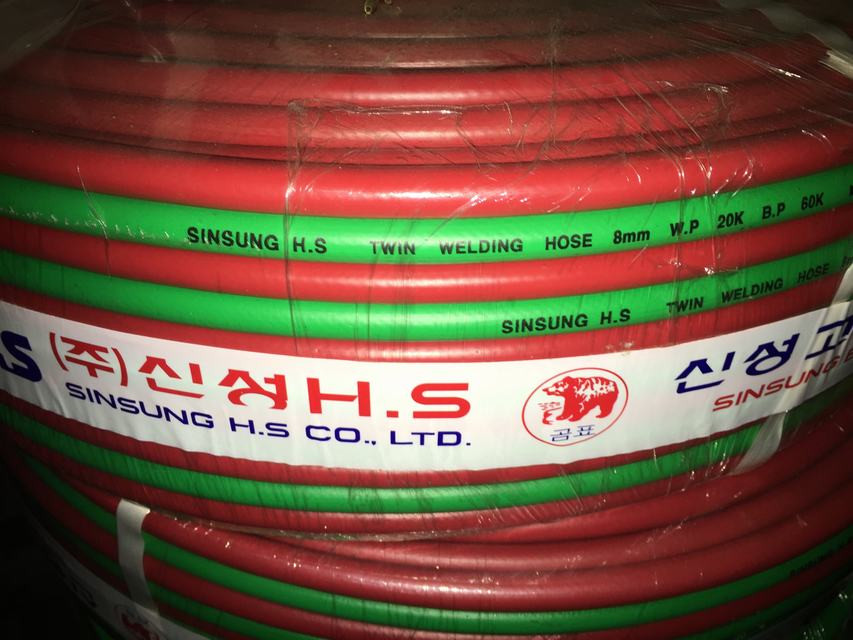 SINSUNG H.S TWIN WELDING HOSE 8mm W.P 20K B.P 60K
SINSUNG H.S TWIN WELDING HOSE
(주)신성H.S
SINSUNG H.S CO., LTD.
곰표
신성고
SINSUNG